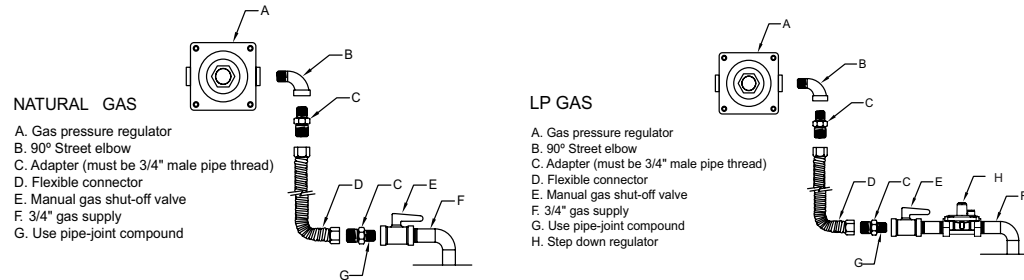 A
B
C
NATURAL GAS
A. Gas pressure regulator
B. 90º Street elbow
C. Adapter (must be 3/4" male pipe thread)
D. Flexible connector
E. Manual gas shut-off valve
F. 3/4" gas supply
G. Use pipe-joint compound
D
C
E
F
G
A
B
C
LP GAS
A. Gas pressure regulator
B. 90º Street elbow
C. Adapter (must be 3/4" male pipe thread)
D. Flexible connector
E. Manual gas shut-off valve
F. 3/4" gas supply
G. Use pipe-joint compound
H. Step down regulator
D
C
E
H
F
G